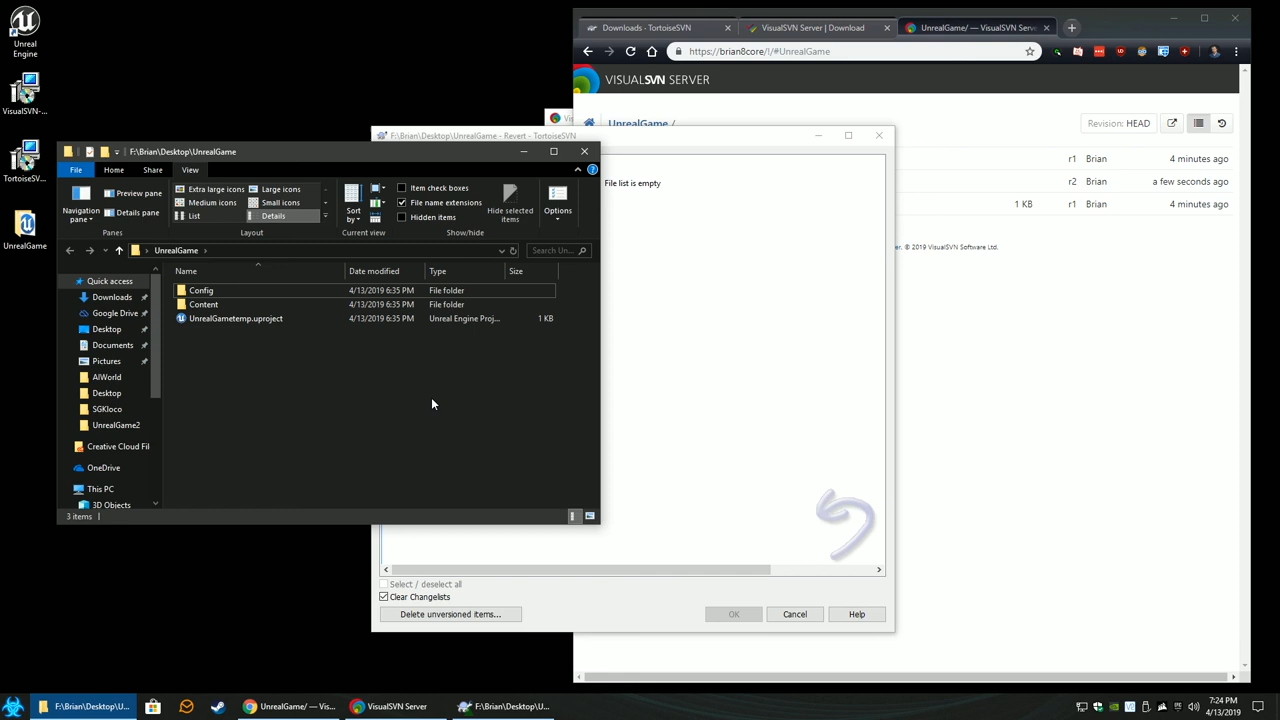 Unreal
Engine
VisualSVN-...
TortoiseSV...
UnrealGame
Downloads - TortoiseSVN
VisualSVN Server | Download
UnrealGame/ — VisualSVN Serve
https://brian8core/!/#UnrealGame
VISUALSVN SERVER
UnrealGame /
Revision: HEAD
r1 Brian 4 minutes ago
r2 Brian a few seconds ago
1 KB r1 Brian 4 minutes ago
er. © 2019 VisualSVN Software Ltd.
Vi
F:\Brian\Desktop\UnrealGame - Revert - TortoiseSVN
File list is empty
Select / deselect all
Clear Changelists
Delete unversioned items...
OK
Cancel
Help
F:\Brian\Desktop\UnrealGame
File
Home
Share
View
Navigation
pane
Preview pane
Details pane
Panes
Extra large icons
Large icons
Medium icons
Small icons
List
Details
Layout
Sort
by
Current view
Item check boxes
File name extensions
Hidden items
Hide selected
items
Show/hide
Options
UnrealGame
Search Un...
Name Date modified Type Size
Config 4/13/2019 6:35 PM File folder
Content 4/13/2019 6:35 PM File folder
UnrealGametemp.uproject 4/13/2019 6:35 PM Unreal Engine Proj... 1 KB
Quick access
Downloads
Google Drive
Desktop
Documents
Pictures
AIWorld
Desktop
SGKloco
UnrealGame2
Creative Cloud Fil
OneDrive
This PC
3D Objects
3 items
F:\Brian\Desktop\U...
UnrealGame/ — Vis...
VisualSVN Server
F:\Brian\Desktop\U...
7:24 PM
4/13/2019